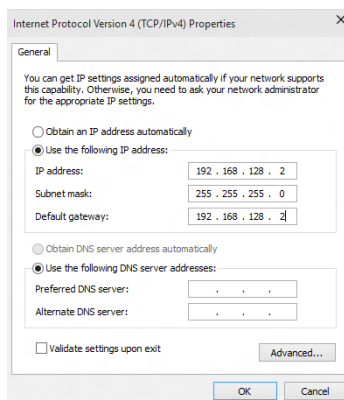 Internet Protocol Version 4 (TCP/IPv4) Properties
General
You can get IP settings assigned automatically if your network supports
this capability. Otherwise, you need to ask your network administrator
for the appropriate IP settings.
Obtain an IP address automatically
Use the following IP address:
IP address: 192 . 168 . 128 . 2
Subnet mask: 255 . 255 . 255 . 0
Default gateway: 192 . 168 . 128 . 2
Obtain DNS server address automatically
Use the following DNS server addresses:
Preferred DNS server: . . .
Alternate DNS server: . . .
Validate settings upon exit
Advanced...
OK Cancel